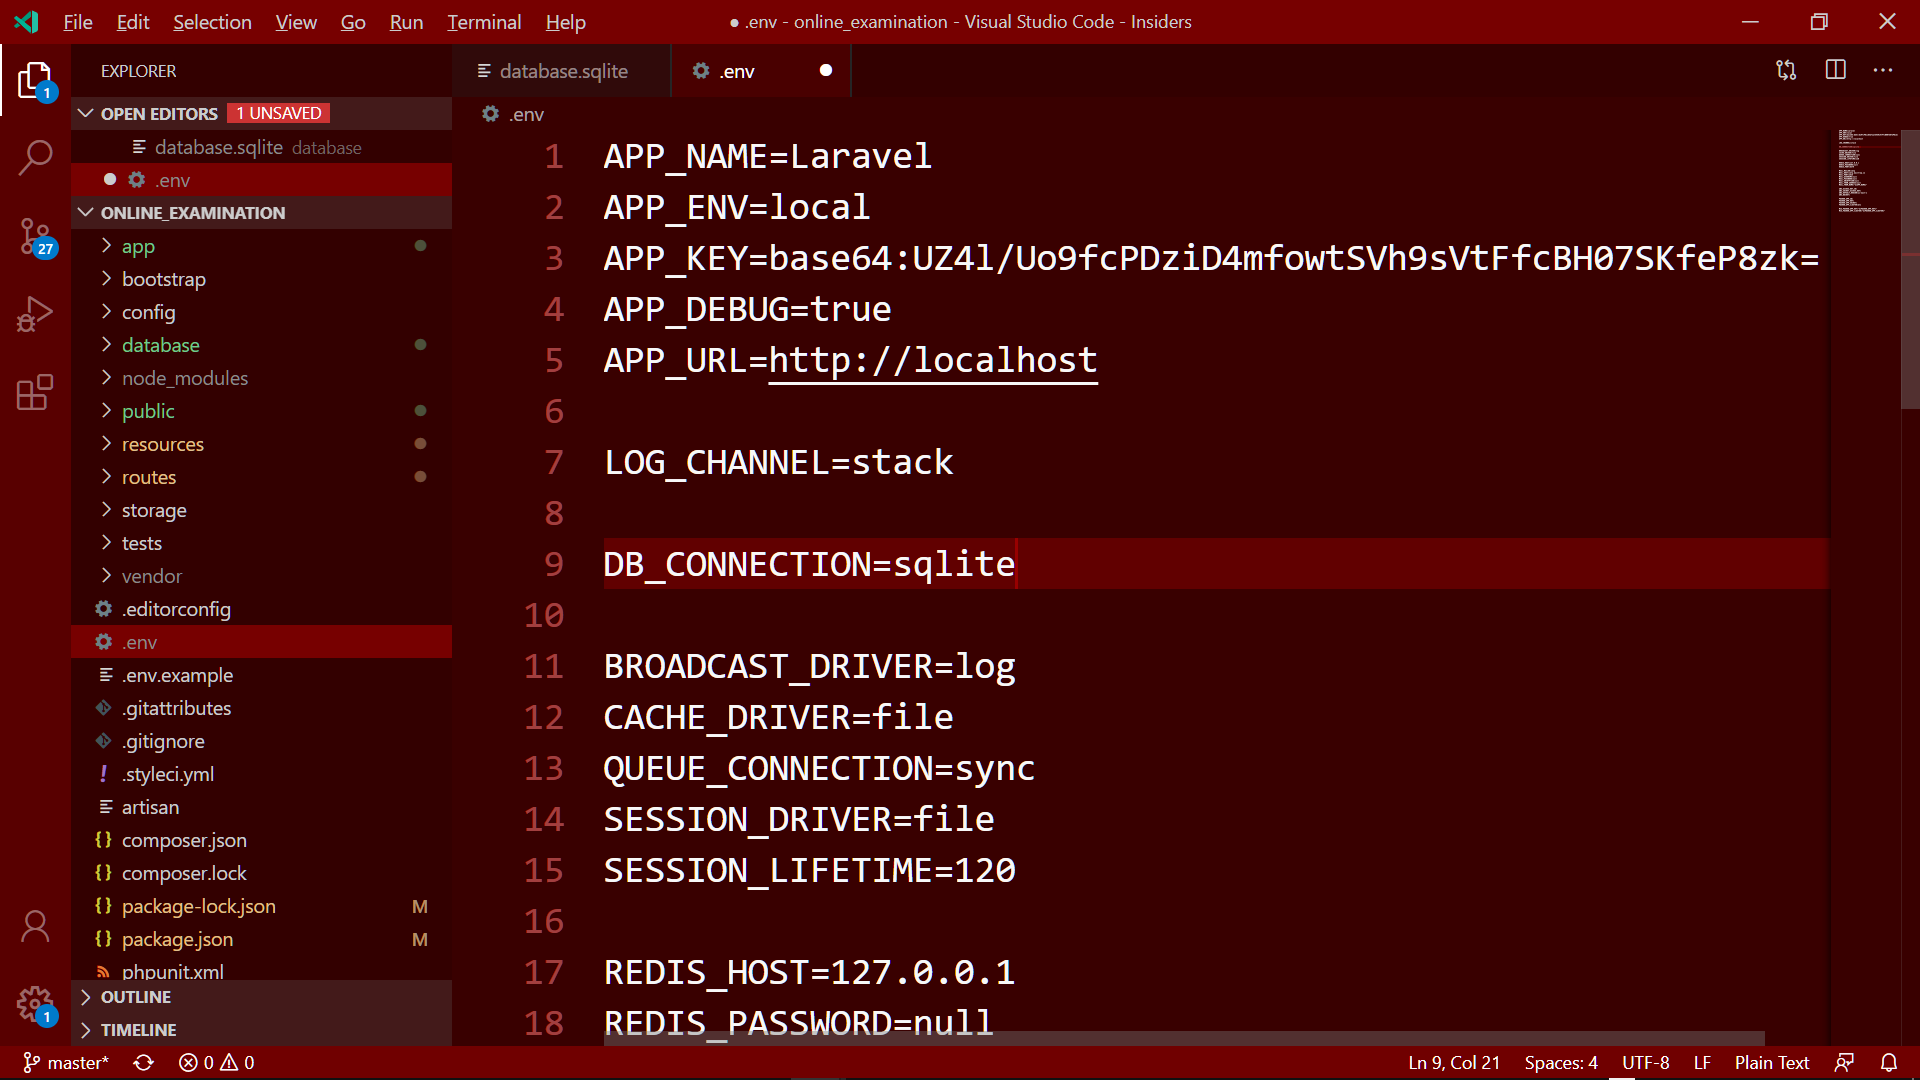 File Edit Selection View Go Run Terminal Help
● .env - online_examination - Visual Studio Code - Insiders
EXPLORER
OPEN EDITORS 1 UNSAVED
database.sqlite database
.env
ONLINE_EXAMINATION
app
bootstrap
config
database
node_modules
public
resources
routes
storage
tests
vendor
.editorconfig
.env
.env.example
.gitattributes
.gitignore
.styleci.yml
artisan
composer.json
composer.lock
package-lock.json M
package.json M
phpunit.xml
OUTLINE
TIMELINE
1
27
1
database.sqlite
.env
.env
1 APP_NAME=Laravel
2 APP_ENV=local
3 APP_KEY=base64:UZ4l/Uo9fcPDziD4mfowtSVh9sVtFfcBH07SKfeP8zk=
4 APP_DEBUG=true
5 APP_URL=http://localhost
6
7 LOG_CHANNEL=stack
8
9 DB_CONNECTION=sqlite
10
11 BROADCAST_DRIVER=log
12 CACHE_DRIVER=file
13 QUEUE_CONNECTION=sync
14 SESSION_DRIVER=file
15 SESSION_LIFETIME=120
16
17 REDIS_HOST=127.0.0.1
18 REDIS_PASSWORD=null
master* 0 0
Ln 9, Col 21 Spaces: 4 UTF-8 LF Plain Text